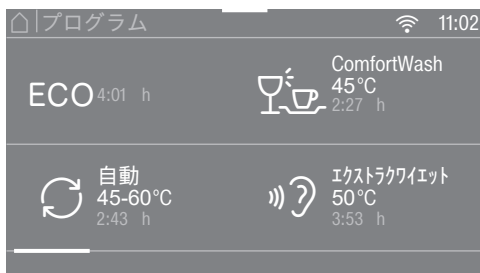 プログラム 11:02
ECO 4:01 h
ComfortWash
45°C
2:27 h
自動
45-60°C
2:43 h
ｴｸｽﾄﾗｸﾜｲｴｯﾄ
50°C
3:53 h